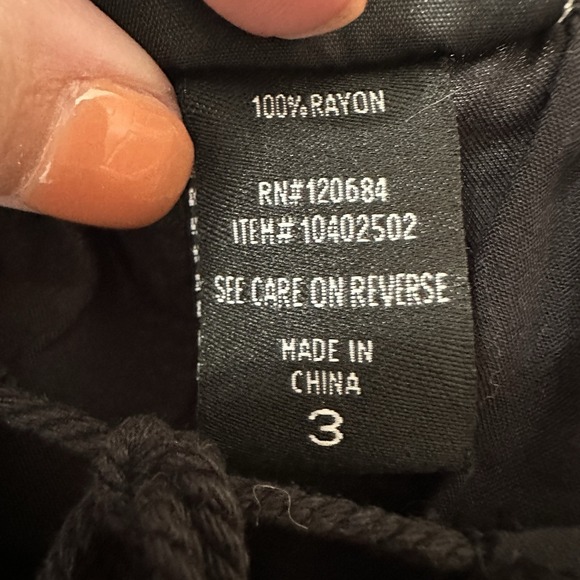 100% RAYON
RN#120684
ITEM# 10402502
SEE CARE ON REVERSE
MADE IN
CHINA
3